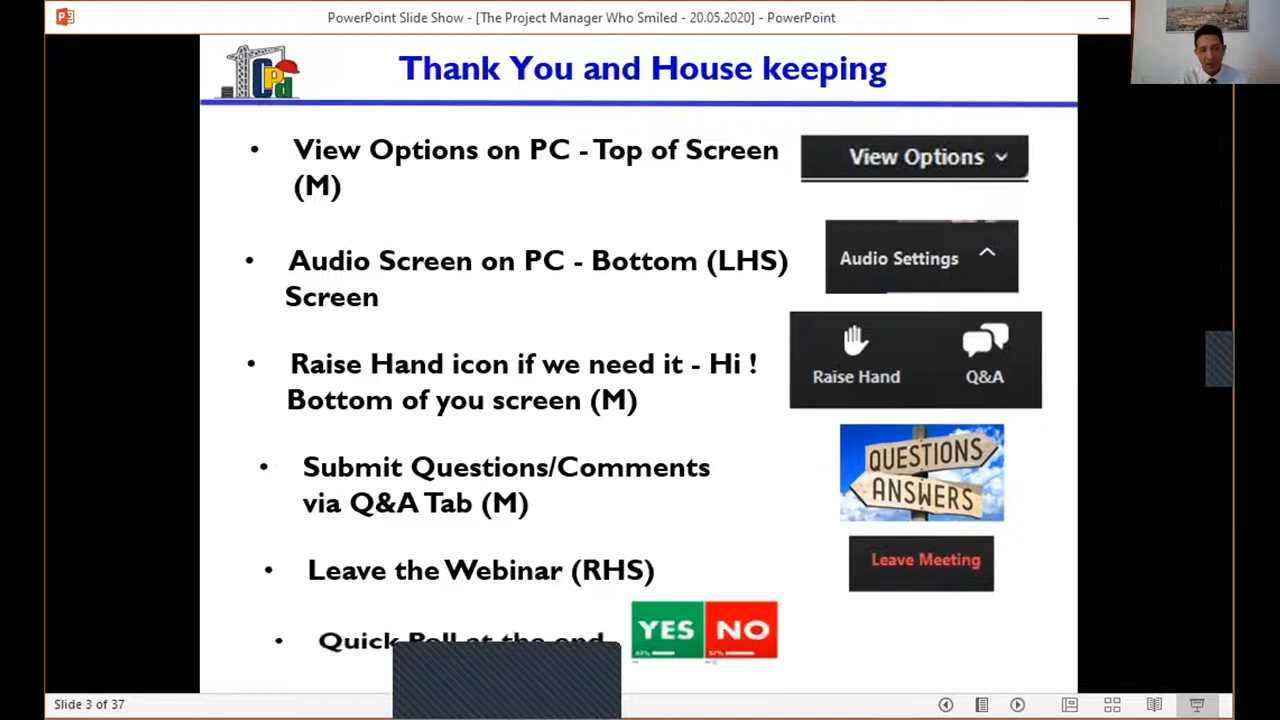 PowerPoint Slide Show - [The Project Manager Who Smiled - 20.05.2020] - PowerPoint
CPd
Thank You and House keeping
• View Options on PC - Top of Screen
(M)
View Options
• Audio Screen on PC - Bottom (LHS)
Screen
Audio Settings
• Raise Hand icon if we need it - Hi !
Bottom of you screen (M)
Raise Hand
Q&A
• Submit Questions/Comments
via Q&A Tab (M)
QUESTIONS
ANSWERS
• Leave the Webinar (RHS)
Leave Meeting
• Quick Poll at the end
YES NO
Slide 3 of 37